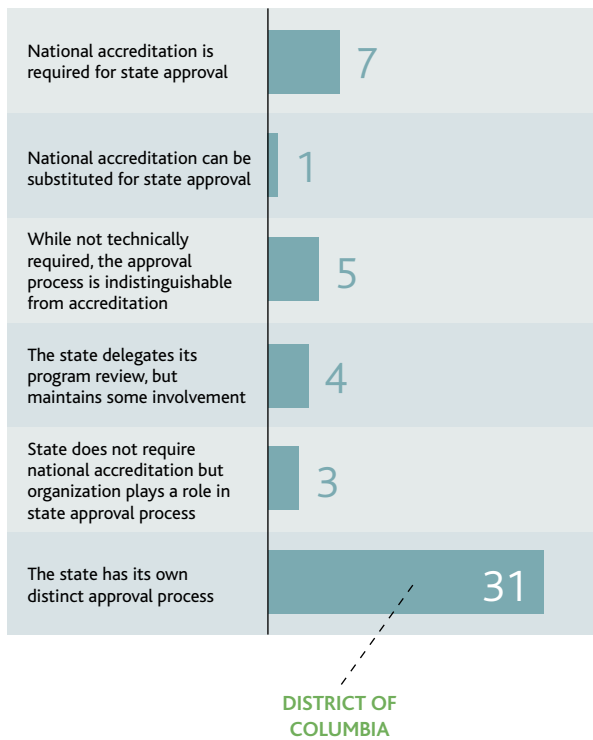 National accreditation is
required for state approval
7
National accreditation can be
substituted for state approval
1
While not technically
required, the approval
process is indistinguishable
from accreditation
5
The state delegates its
program review, but
maintains some involvement
4
State does not require
national accreditation but
organization plays a role in
state approval process
3
The state has its own
distinct approval process
31
DISTRICT OF
COLUMBIA